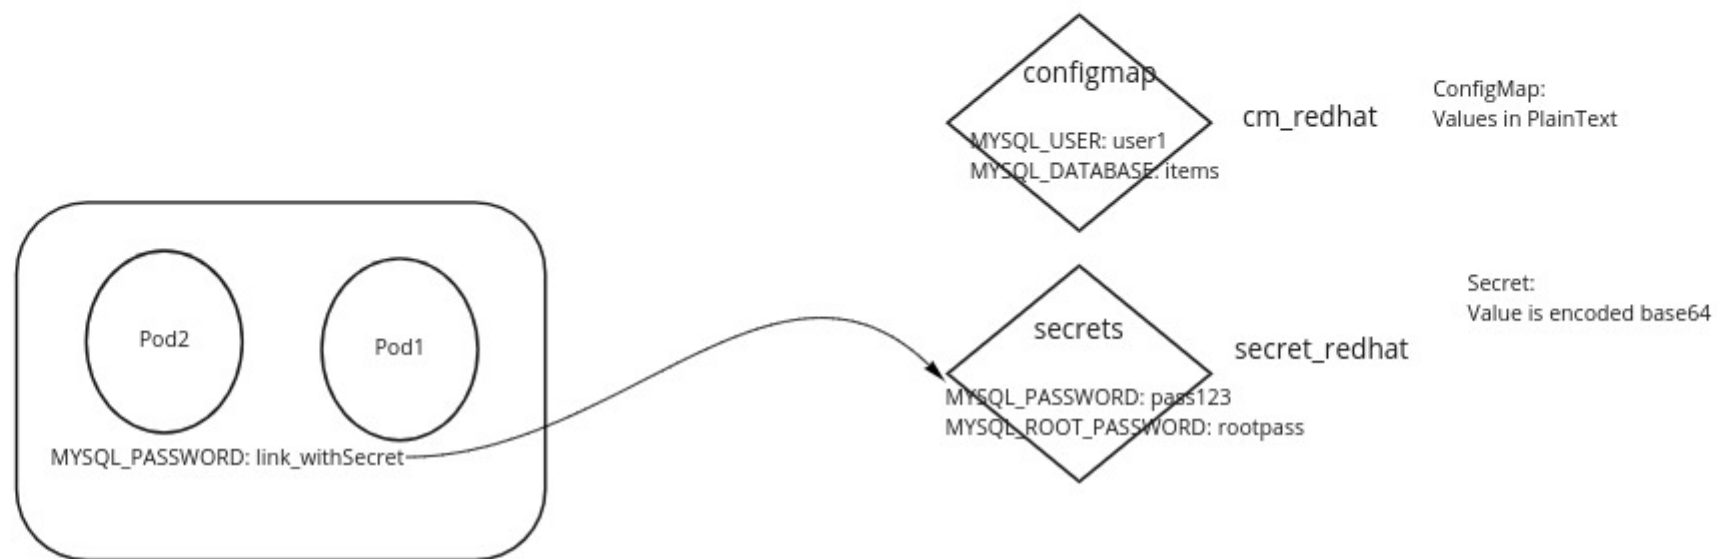 configmap
MYSQL_USER: user1
MYSQL_DATABASE: items
cm_redhat
ConfigMap:
Values in PlainText
Pod2
Pod1
MYSQL_PASSWORD: link_withSecret
secrets
MYSQL_PASSWORD: pass123
MYSQL_ROOT_PASSWORD: rootpass
secret_redhat
Secret:
Value is encoded base64